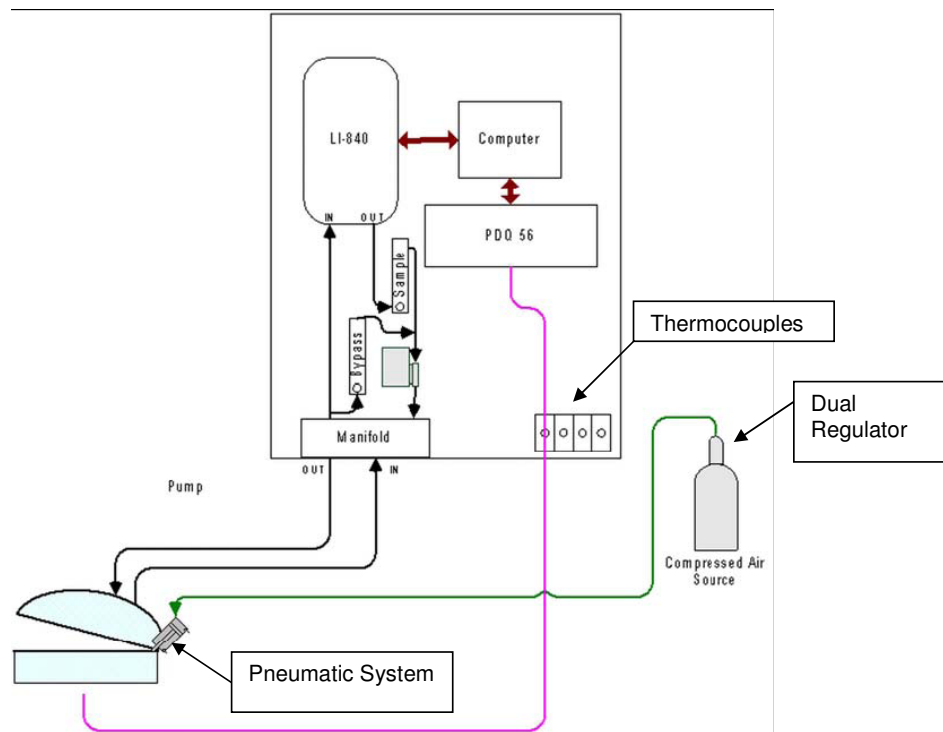 LI-840
Computer
IN
OUT
PDQ 56
Sample
Bypass
Thermocouples
Manifold
Dual
Regulator
OUT
IN
Pump
Compressed Air
Source
Pneumatic System